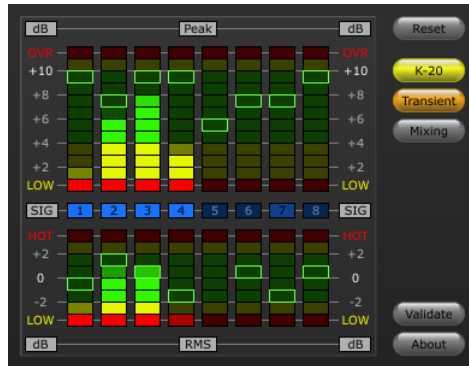 dB Peak dB Reset
OVR OVR
+10 +10 K-20
+8 +8
Transient
+6 +6
Mixing
+4 +4
+2 +2
LOW LOW
SIG 1 2 3 4 5 6 7 8 SIG
HOT HOT
+2 +2
0 0
-2 -2
Validate
LOW LOW
dB RMS dB About